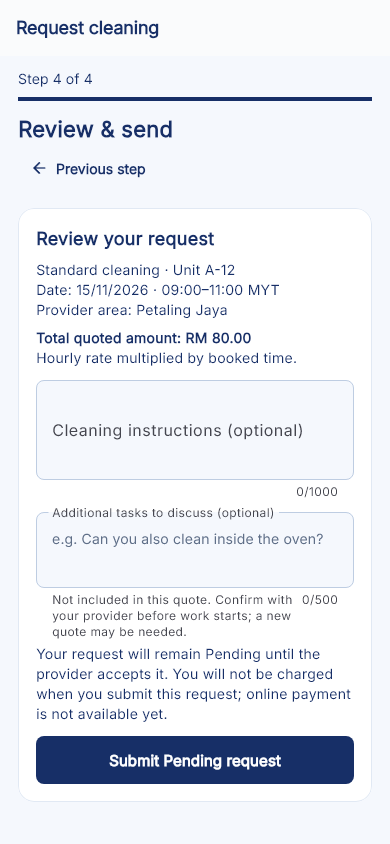 Request cleaning
Step 4 of 4
Review & send
Previous step
Review your request
Standard cleaning · Unit A-12
Date: 15/11/2026 · 09:00–11:00 MYT
Provider area: Petaling Jaya
Total quoted amount: RM 80.00
Hourly rate multiplied by booked time.
Cleaning instructions (optional)
0/1000
Additional tasks to discuss (optional)
e.g. Can you also clean inside the oven?
Not included in this quote. Confirm with 0/500
your provider before work starts; a new
quote may be needed.
Your request will remain Pending until the
provider accepts it. You will not be charged
when you submit this request; online payment
is not available yet.
Submit Pending request